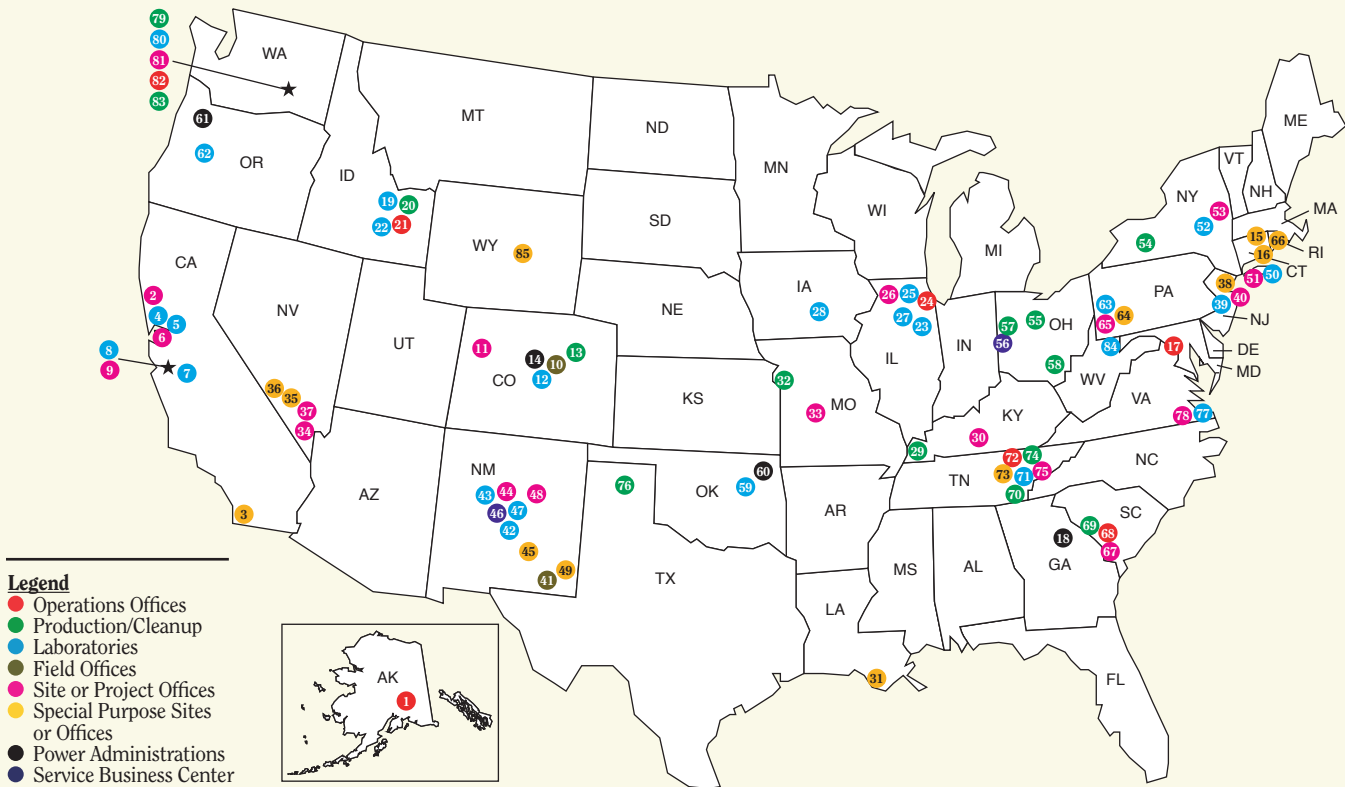 79
80
81
82
83
WA
61
62
OR
MT
ID
19
20
22
21
ND
MN
SD
WI
MI
ME
VT
NH
NY
53
52
54
MA
15
66
RI
16
CT
WY
85
CA
2
4
5
6
8
9
7
NV
36
35
37
34
3
UT
11
14
10
13
CO
12
NE
IA
28
26
25
24
27
23
IL
IN
57
55
OH
56
58
PA
63
65
64
38
51
50
39
40
NJ
84
17
DE
MD
WV
VA
78
77
KS
32
33
MO
KY
30
29
72
74
73
71
75
TN
70
NC
AZ
NM
43
44
48
46
47
42
45
49
41
76
OK
60
59
AR
SC
69
68
67
18
GA
TX
MS
AL
LA
31
FL
AK
1
Legend
Operations Offices
Production/Cleanup
Laboratories
Field Offices
Site or Project Offices
Special Purpose Sites
or Offices
Power Administrations
Service Business Center